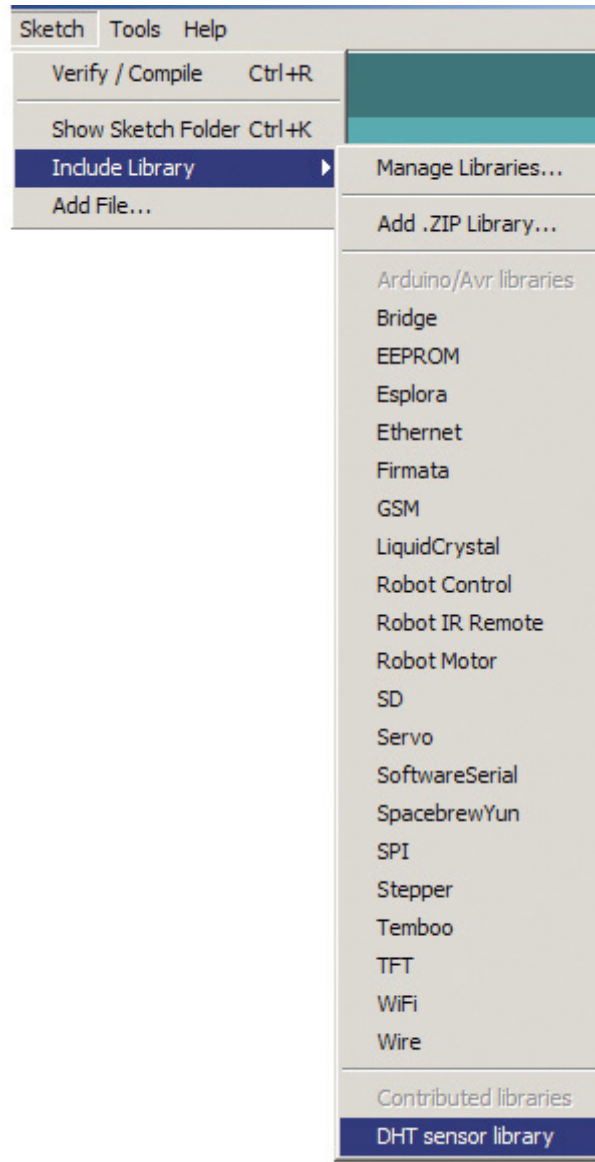 Sketch Tools Help
Verify / Compile Ctrl+R
Show Sketch Folder Ctrl+K
Include Library
Add File...
Manage Libraries...
Add .ZIP Library...
Arduino/Avr libraries
Bridge
EEPROM
Esplora
Ethernet
Firmata
GSM
LiquidCrystal
Robot Control
Robot IR Remote
Robot Motor
SD
Servo
SoftwareSerial
SpacebrewYun
SPI
Stepper
Temboo
TFT
WiFi
Wire
Contributed libraries
DHT sensor library